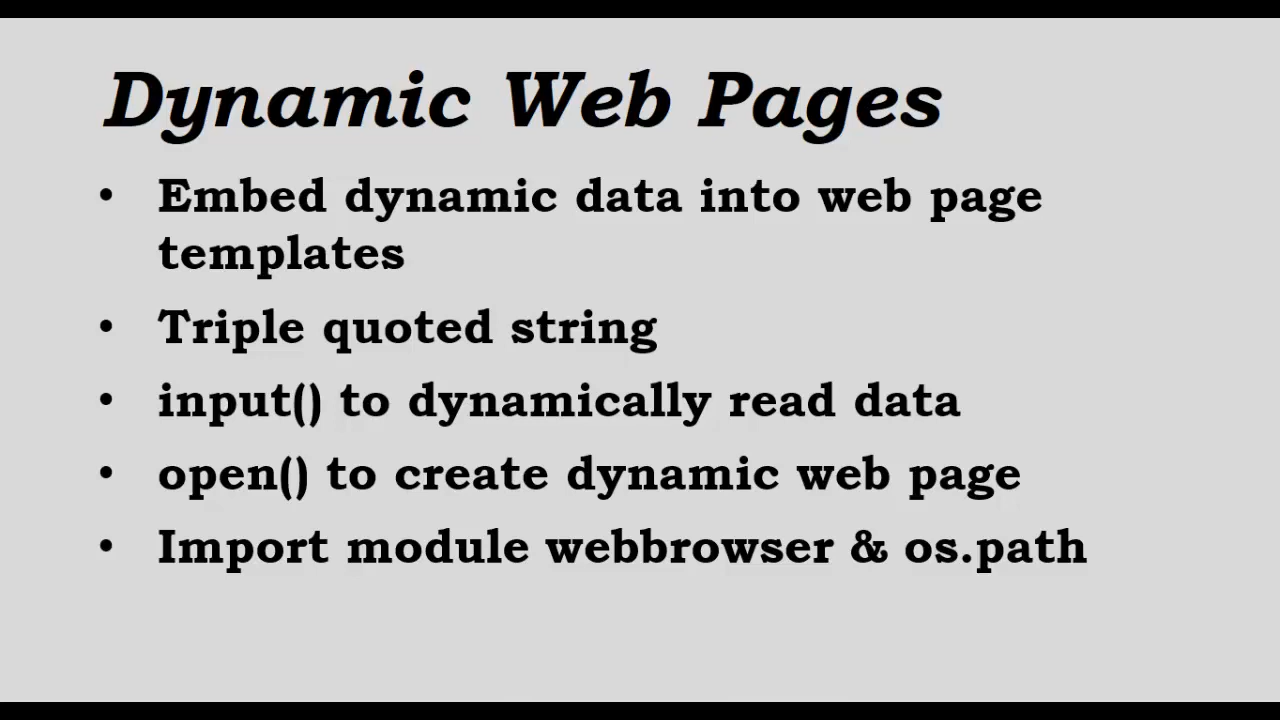 Dynamic Web Pages
• Embed dynamic data into web page
templates
• Triple quoted string
• input() to dynamically read data
• open() to create dynamic web page
• Import module webbrowser & os.path